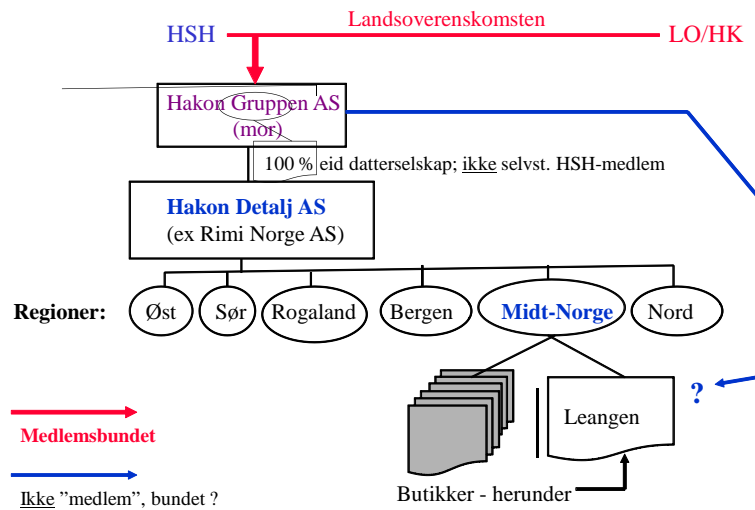 Landsoverenskomsten
HSH LO/HK
Hakon Gruppen AS
(mor)
100 % eid datterselskap; ikke selvst. HSH-medlem
Hakon Detalj AS
(ex Rimi Norge AS)
Regioner: Øst Sør Rogaland Bergen Midt-Norge Nord
?
Leangen
Medlemsbundet
Ikke ”medlem”, bundet ?
Butikker - herunder